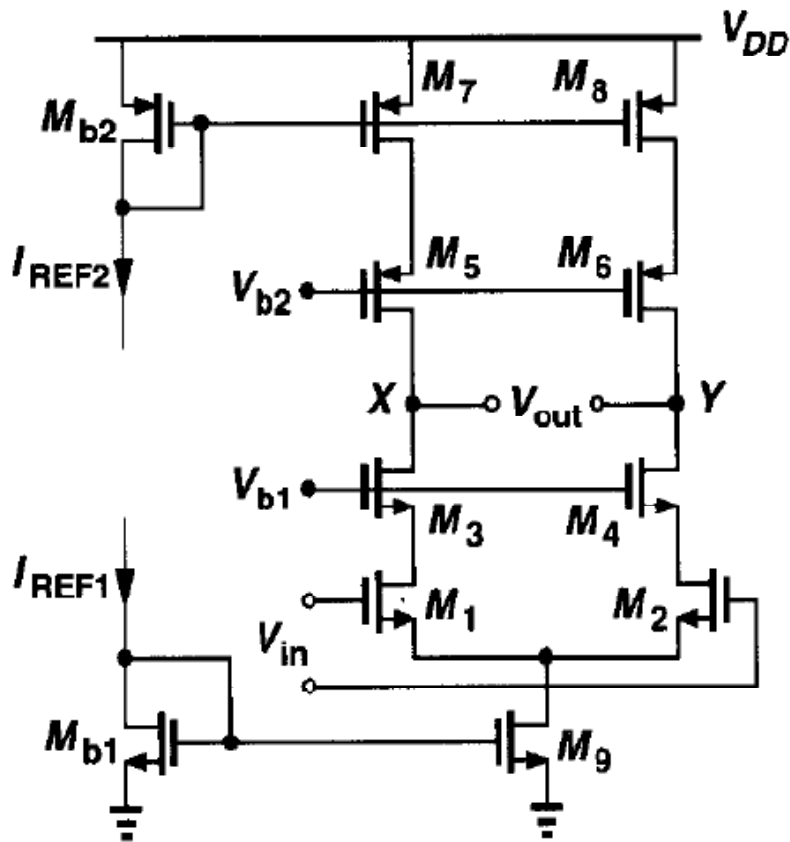 V_DD
M_b2
M_7
M_8
I_REF2
V_b2
M_5
M_6
X
V_out
Y
V_b1
M_3
M_4
I_REF1
M_1
M_2
V_in
M_b1
M_9